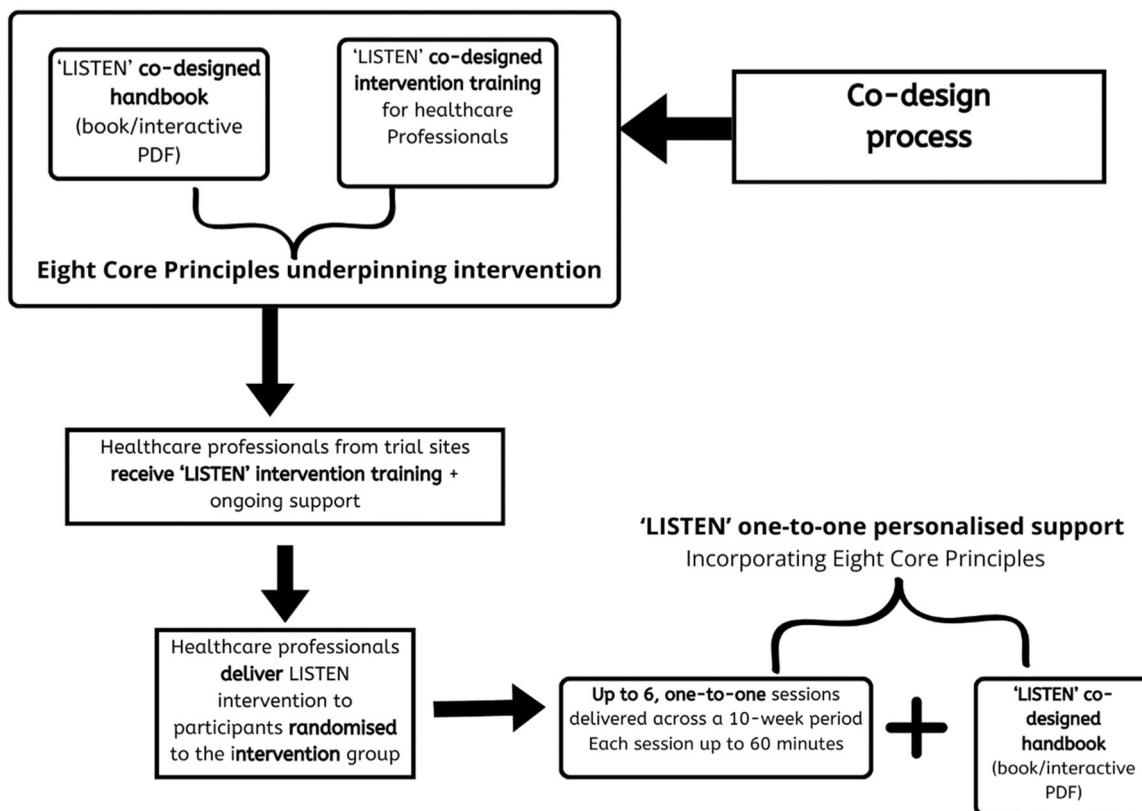 ‘LISTEN’ co-designed
handbook
(book/interactive
PDF)
‘LISTEN’ co-designed
intervention training
for healthcare
Professionals
Co-design
process
Eight Core Principles underpinning intervention
Healthcare professionals from trial sites
receive ‘LISTEN’ intervention training +
ongoing support
Healthcare professionals
deliver LISTEN
intervention to
participants randomised
to the intervention group
‘LISTEN’ one-to-one personalised support
Incorporating Eight Core Principles
Up to 6, one-to-one sessions
delivered across a 10-week period
Each session up to 60 minutes
+
‘LISTEN’ co-
designed
handbook
(book/interactive
PDF)